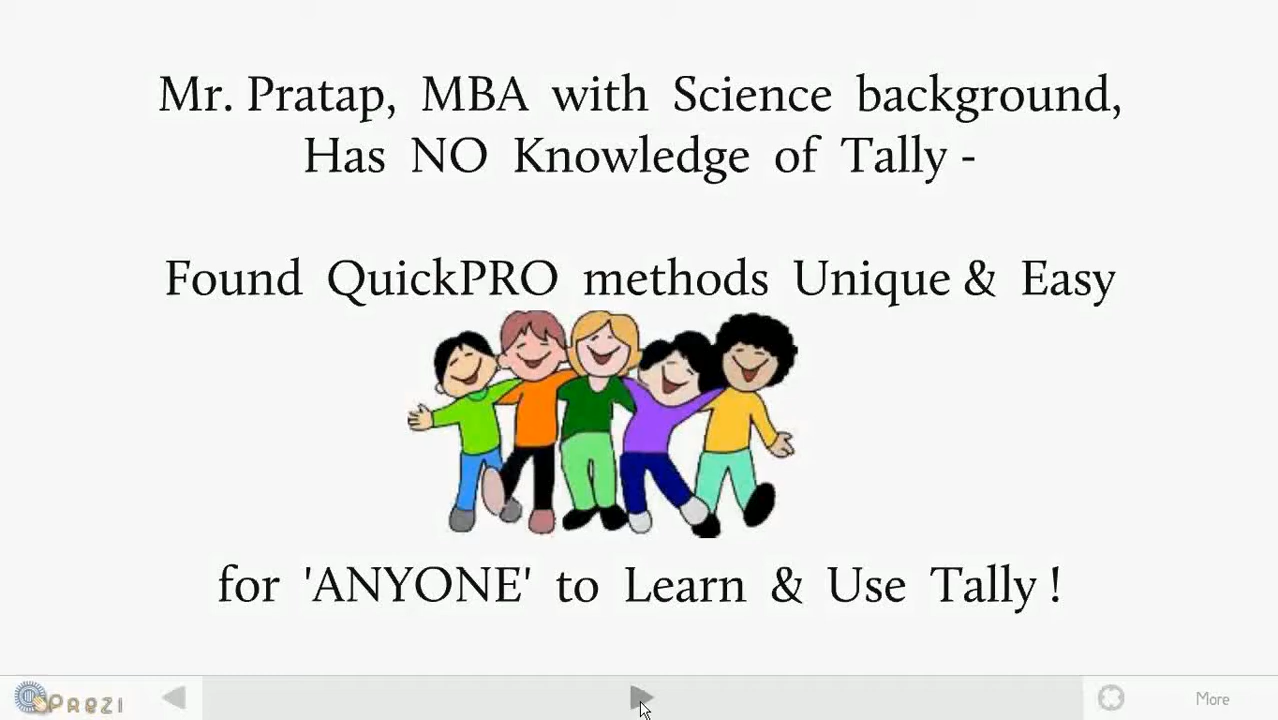 Mr. Pratap, MBA with Science background,
Has NO Knowledge of Tally -
Found QuickPRO methods Unique & Easy
for 'ANYONE' to Learn & Use Tally !
PREZI
More